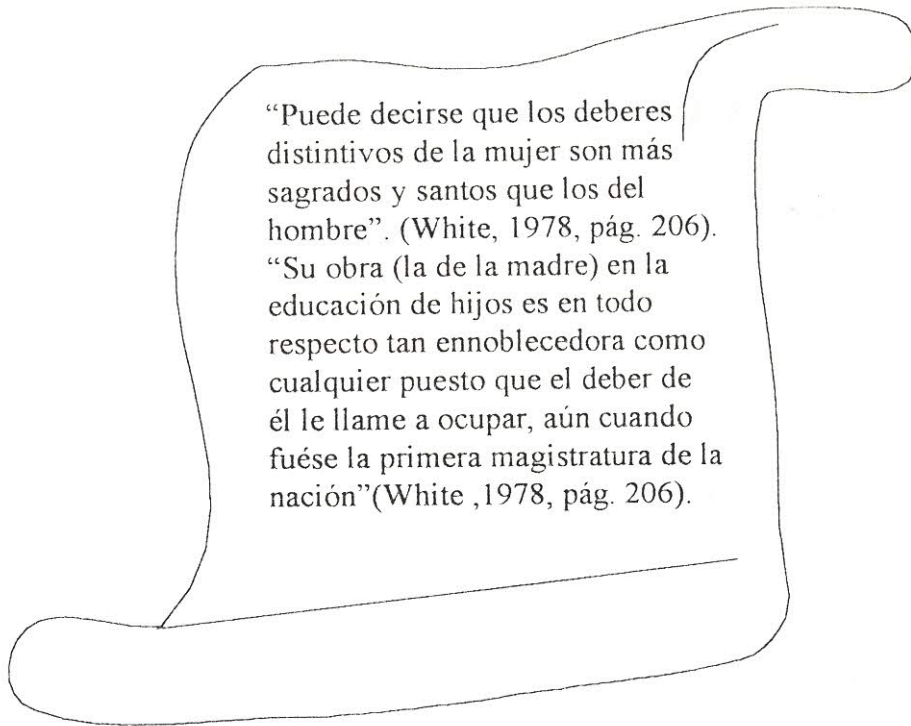 “Puede decirse que los deberes
distintivos de la mujer son más
sagrados y santos que los del
hombre”. (White, 1978, pág. 206).
“Su obra (la de la madre) en la
educación de hijos es en todo
respecto tan ennoblecedora como
cualquier puesto que el deber de
él le llame a ocupar, aún cuando
fuése la primera magistratura de la
nación”(White ,1978, pág. 206).